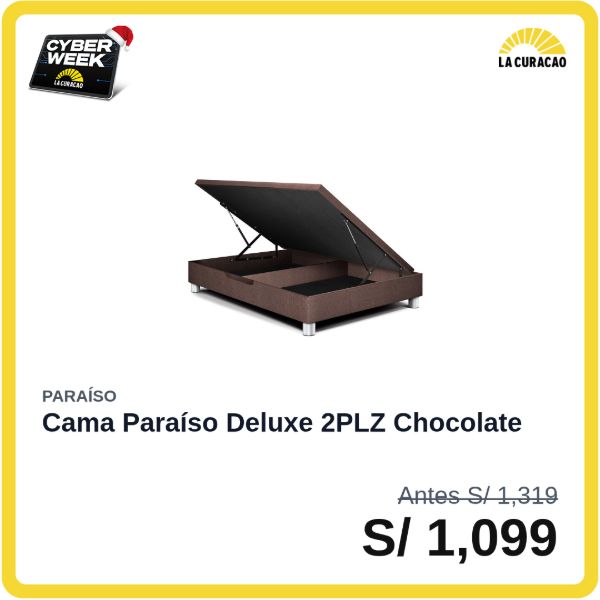 CYBER
WEEK
LA CURACAO
LA CURACAO
PARAÍSO
Cama Paraíso Deluxe 2PLZ Chocolate
Antes S/ 1,319
S/ 1,099